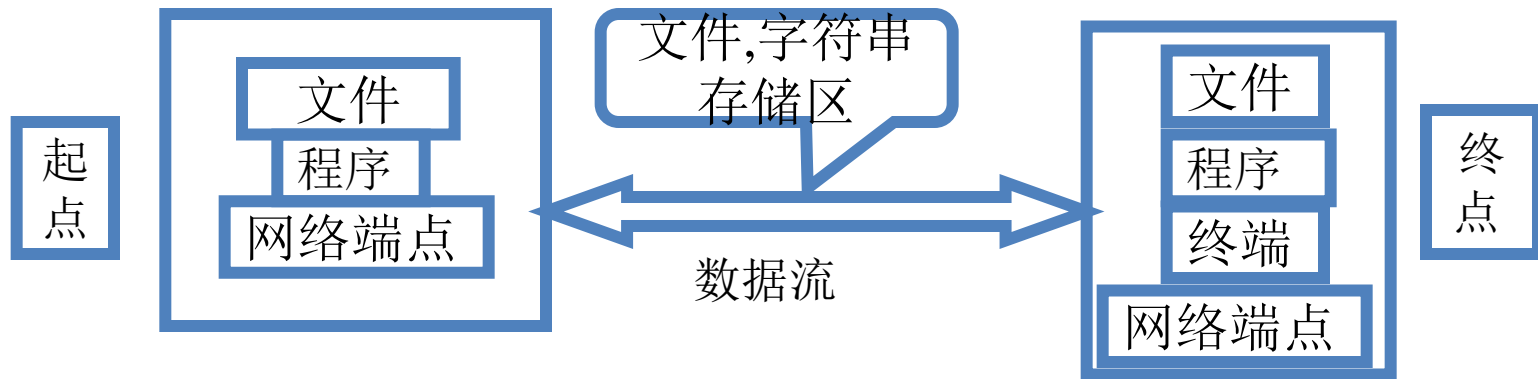 起
点
文件
程序
网络端点
文件,字符串
存储区
数据流
文件
程序
终端
网络端点
终
点